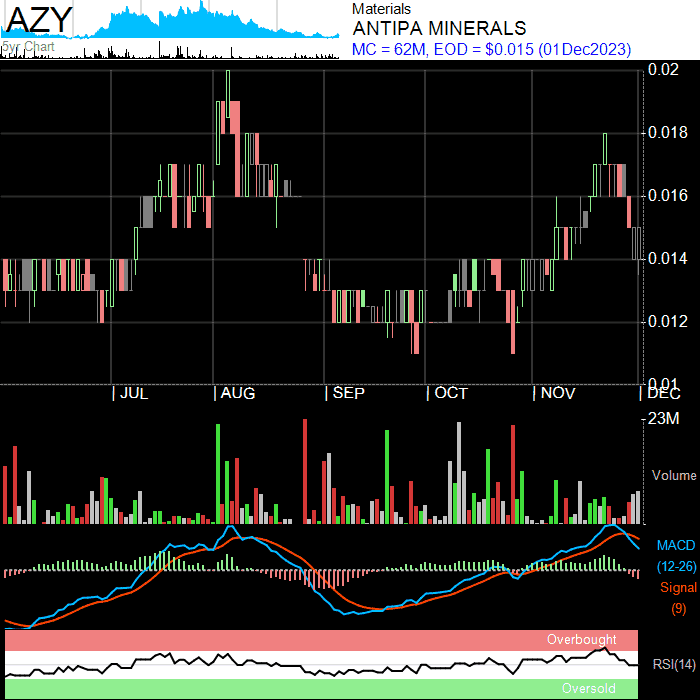 AZY
5yr Chart
Materials
ANTIPA MINERALS
MC = 62M, EOD = $0.015 (01Dec2023)
0.02
0.018
0.016
0.014
0.012
0.01
JUL AUG SEP OCT NOV DEC
23M
Volume
MACD
(12-26)
Signal
(9)
Overbought
RSI(14)
Oversold